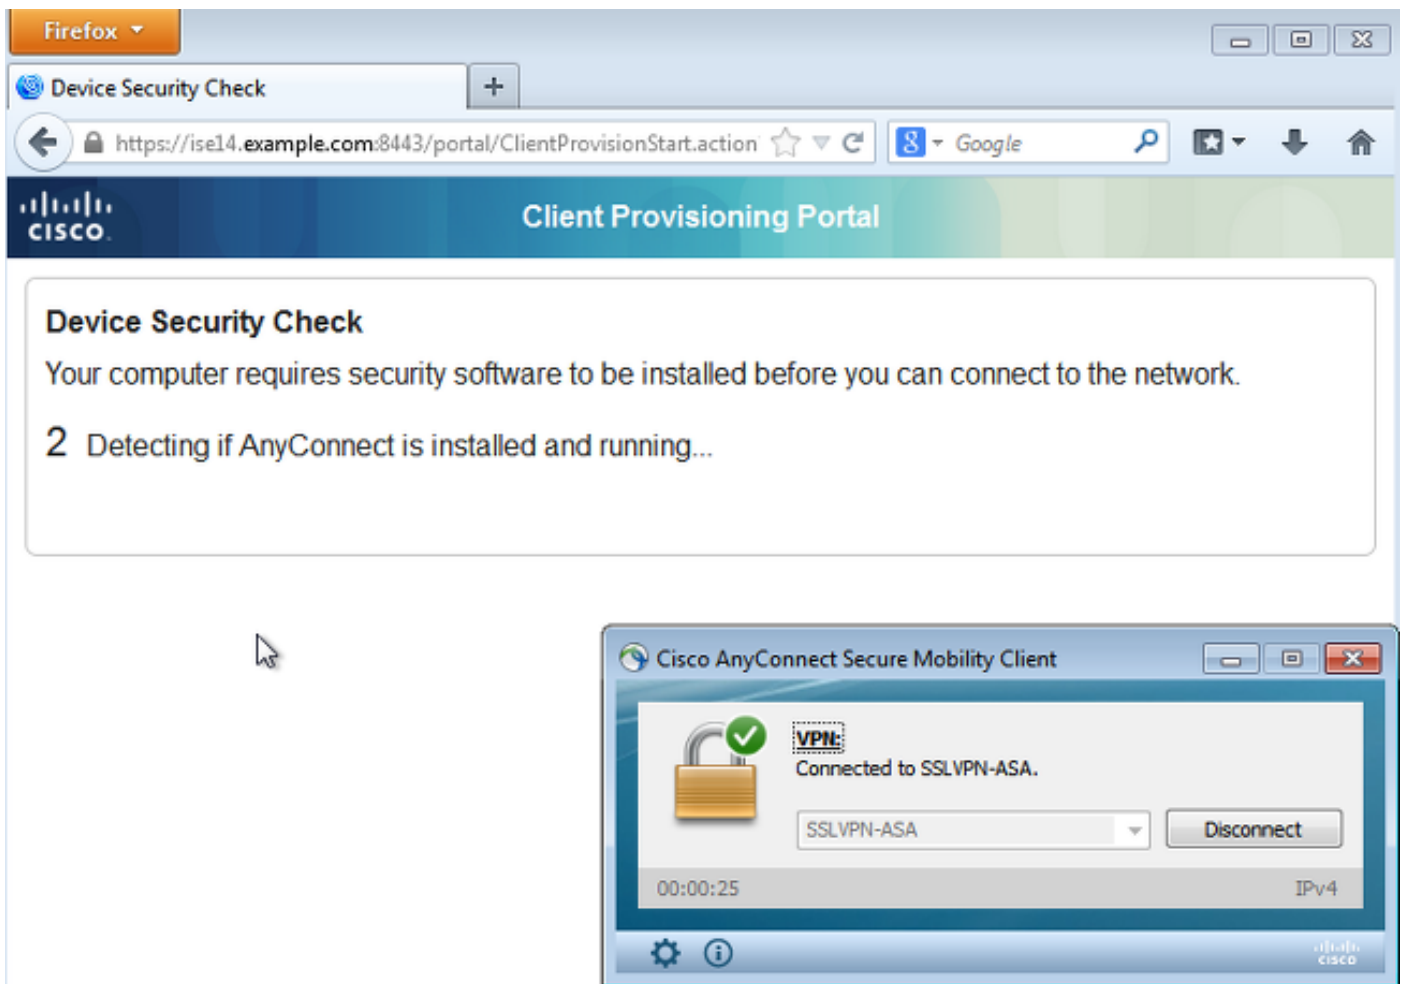 Firefox
Device Security Check
https://ise14.example.com:8443/portal/ClientProvisionStart.action
Google
CISCO
Client Provisioning Portal
Device Security Check
Your computer requires security software to be installed before you can connect to the network.
2 Detecting if AnyConnect is installed and running...
Cisco AnyConnect Secure Mobility Client
VPN:
Connected to SSLVPN-ASA.
SSLVPN-ASA
Disconnect
00:00:25
IPv4
CISCO